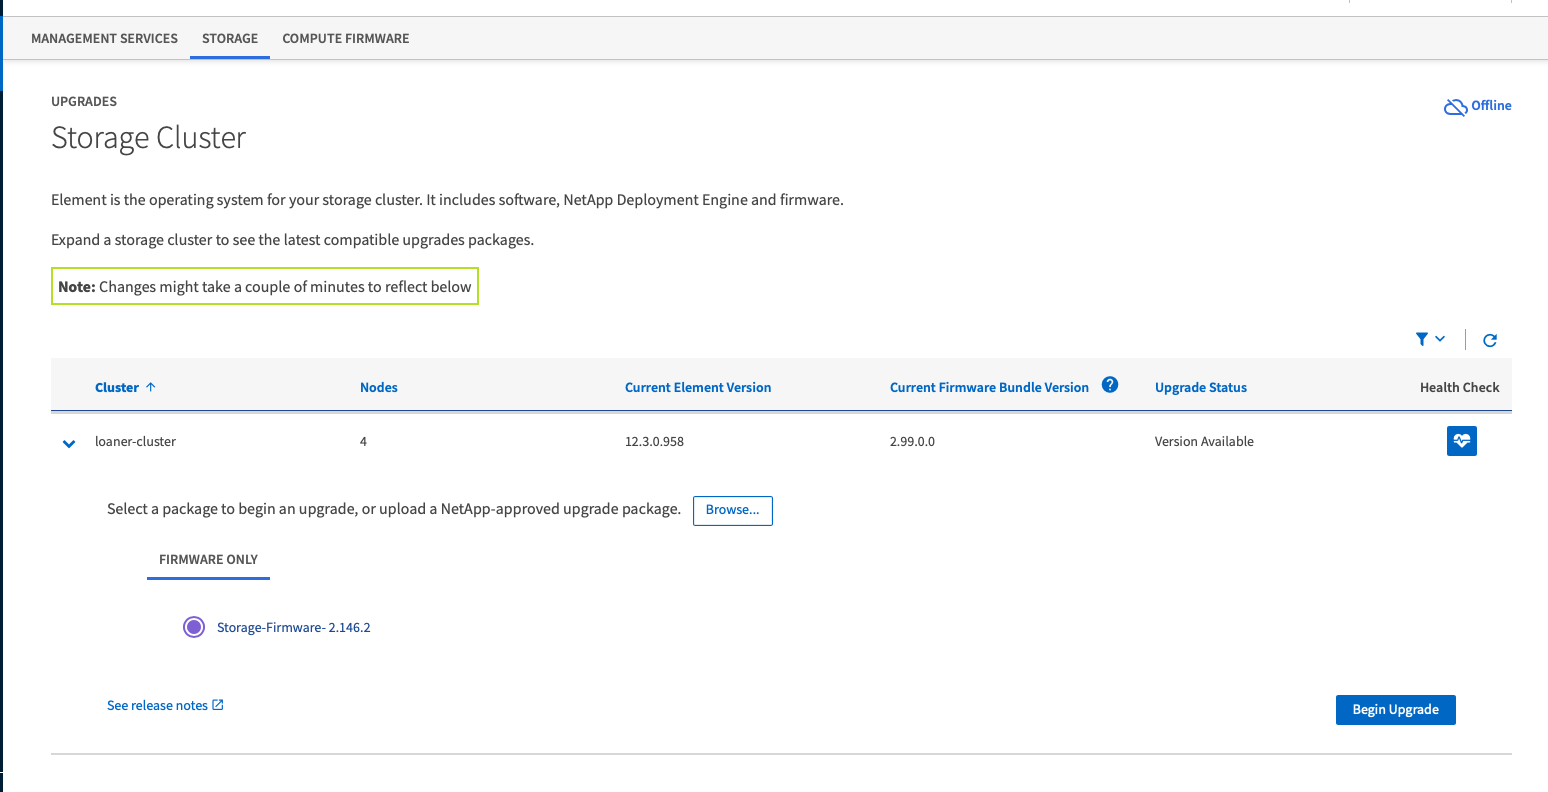 MANAGEMENT SERVICES STORAGE COMPUTE FIRMWARE
UPGRADES
Offline
Storage Cluster
Element is the operating system for your storage cluster. It includes software, NetApp Deployment Engine and firmware.
Expand a storage cluster to see the latest compatible upgrades packages.
Note: Changes might take a couple of minutes to reflect below
Cluster Nodes Current Element Version Current Firmware Bundle Version ? Upgrade Status Health Check
loaner-cluster 4 12.3.0.958 2.99.0.0 Version Available
Select a package to begin an upgrade, or upload a NetApp-approved upgrade package. Browse...
FIRMWARE ONLY
Storage-Firmware- 2.146.2
See release notes
Begin Upgrade